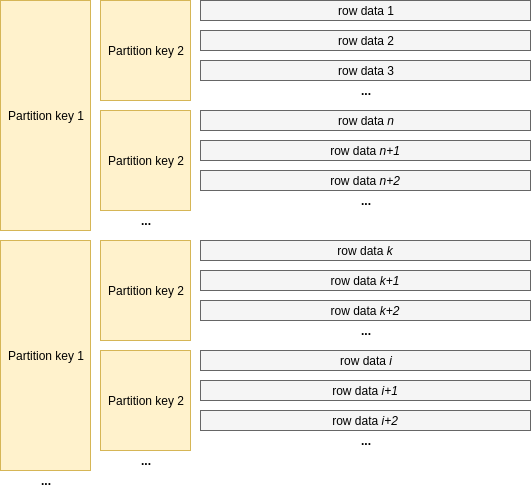 Partition key 1
Partition key 2
row data 1
row data 2
row data 3
...
Partition key 2
row data n
row data n+1
row data n+2
...
...
Partition key 1
Partition key 2
row data k
row data k+1
row data k+2
...
Partition key 2
row data i
row data i+1
row data i+2
...
...
...